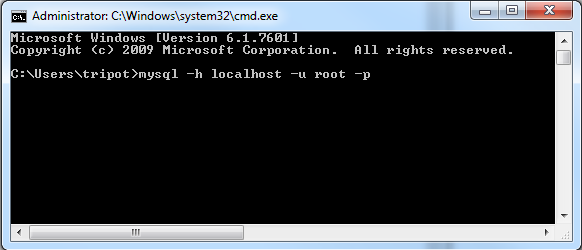 Administrator: C:\Windows\system32\cmd.exe
Microsoft Windows [Version 6.1.7601]
Copyright (c) 2009 Microsoft Corporation.  All rights reserved.
C:\Users\tripot>mysql -h localhost -u root -p